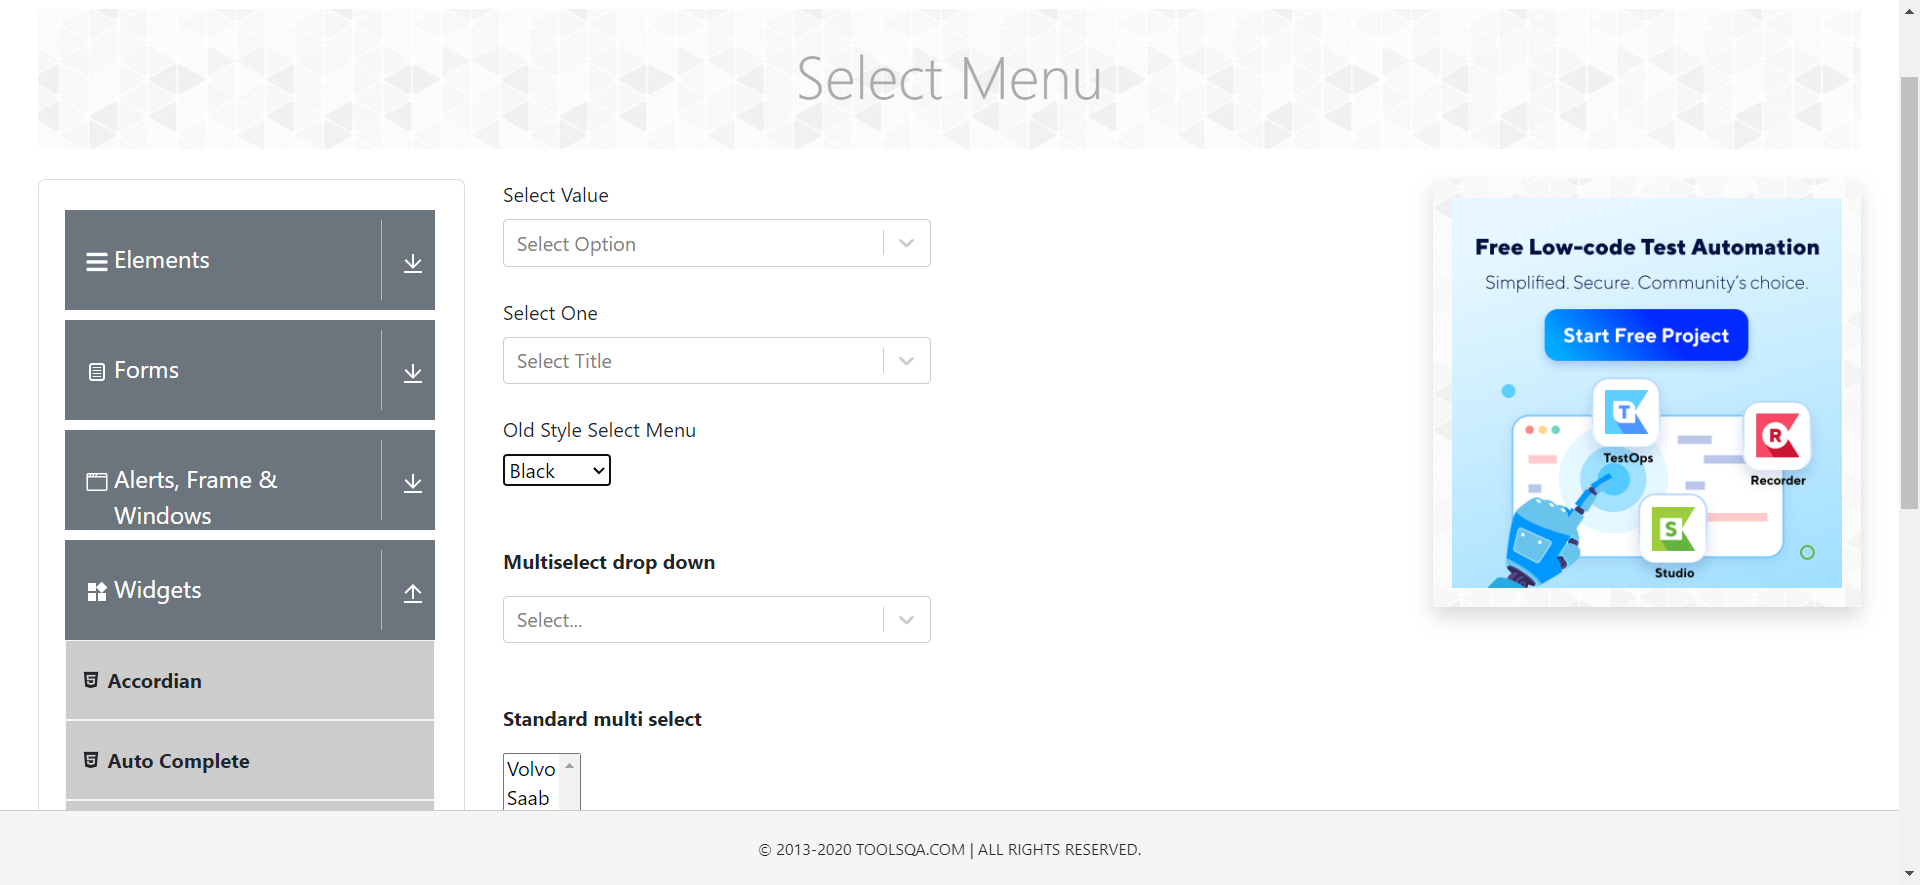 Select Menu
Elements
Forms
Alerts, Frame &
Windows
Widgets
Accordian
Auto Complete
Select Value
Select Option
Select One
Select Title
Old Style Select Menu
Black
Multiselect drop down
Select...
Standard multi select
Volvo
Saab
Free Low-code Test Automation
Simplified. Secure. Community's choice.
Start Free Project
T
TestOps
R
Recorder
S
Studio
© 2013-2020 TOOLSQA.COM | ALL RIGHTS RESERVED.